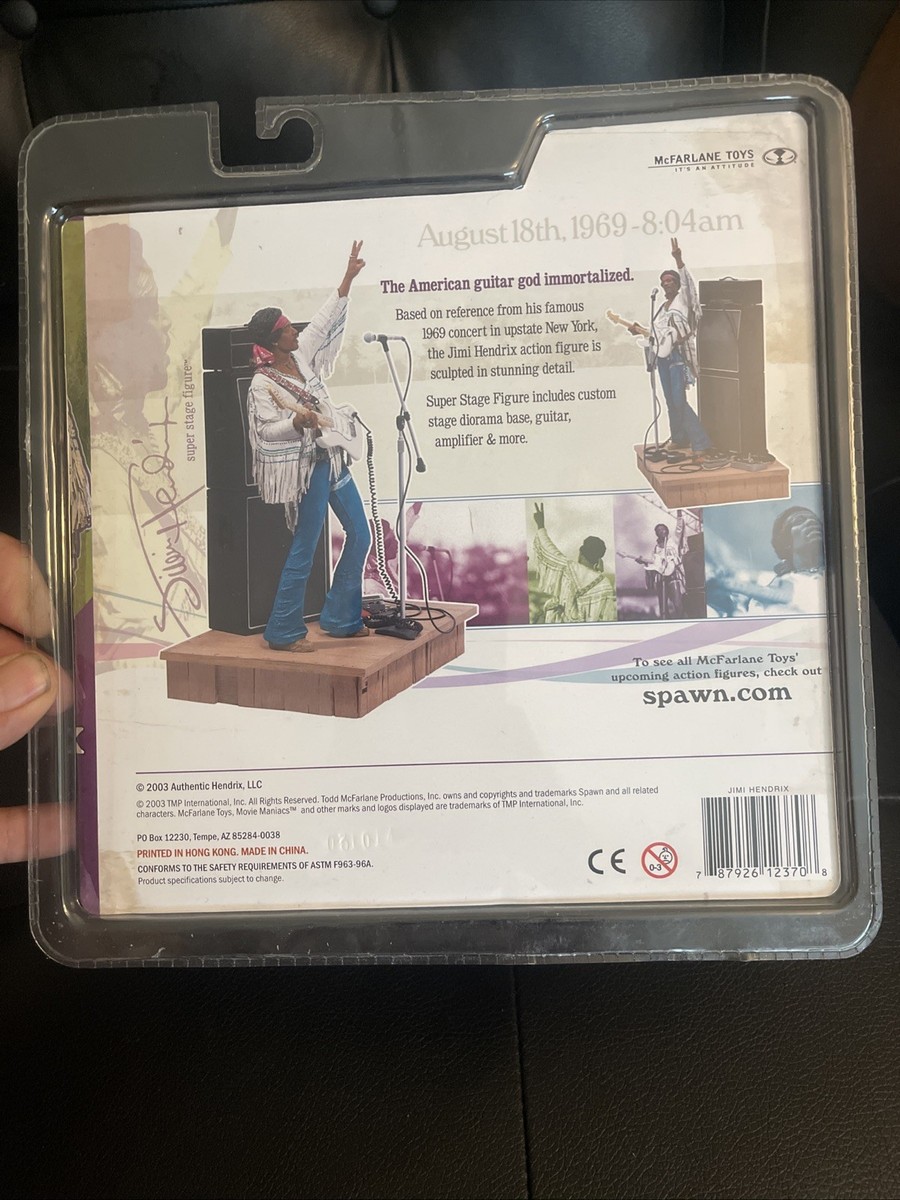 McFARLANE TOYS
IT'S AN ATTITUDE
August 18th, 1969 - 8:04am
The American guitar god immortalized.
Based on reference from his famous
1969 concert in upstate New York,
the Jimi Hendrix action figure is
sculpted in stunning detail.
Super Stage Figure includes custom
stage diorama base, guitar,
amplifier & more.
super stage figure™
Jimi Hendrix
To see all McFarlane Toys'
upcoming action figures, check out
spawn.com
© 2003 Authentic Hendrix, LLC
© 2003 TMP International, Inc. All Rights Reserved. Todd McFarlane Productions, Inc. owns and copyrights and trademarks Spawn and all related
characters. McFarlane Toys, Movie Maniacs™ and other marks and logos displayed are trademarks of TMP International, Inc.
PO Box 12230, Tempe, AZ 85284-0038
PRINTED IN HONG KONG. MADE IN CHINA.
CONFORMS TO THE SAFETY REQUIREMENTS OF ASTM F963-96A.
Product specifications subject to change.
CE
0-3
JIMI HENDRIX
7 87926 12370 8